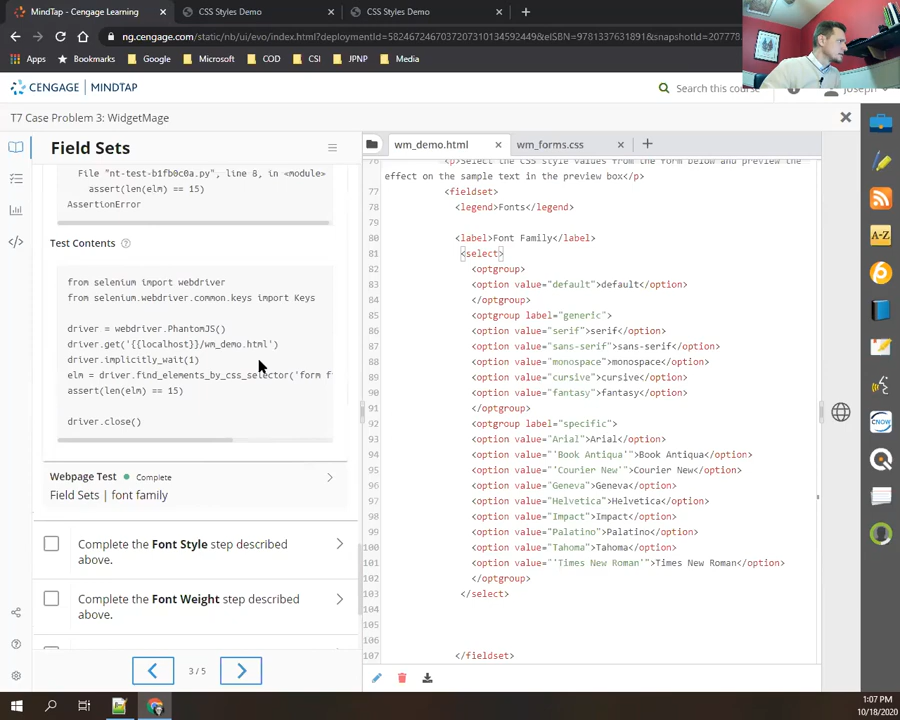 MindTap - Cengage Learning
CSS Styles Demo
CSS Styles Demo
ng.cengage.com/static/nb/ui/evo/index.html?deploymentId=58246724670372073101345924498&eISBN=9781337631891&snapshotId=207778
Apps
Bookmarks
Google
Microsoft
COD
CSI
JPNP
Media
CENGAGE
MINDTAP
Search this course
T7 Case Problem 3: WidgetMage
Field Sets
File "nt-test-b1fb0c0a.py", line 8, in <module>
assert(len(elm) == 15)
AssertionError
Test Contents
from selenium import webdriver
from selenium.webdriver.common.keys import Keys
driver = webdriver.PhantomJS()
driver.get('{{localhost}}/wm_demo.html')
driver.implicitly_wait(1)
elm = driver.find_elements_by_css_selector('form f
assert(len(elm) == 15)
driver.close()
Webpage Test
Complete
Field Sets | font family
Complete the Font Style step described
above.
Complete the Font Weight step described
above.
3 / 5
wm_demo.html
wm_forms.css
76 <p>Select the CSS style values from the form below and preview the
effect on the sample text in the preview box</p>
77 <fieldset>
78 <legend>Fonts</legend>
79
80 <label>Font Family</label>
81 <select>
82 <optgroup>
83 <option value="default">default</option>
84 </optgroup>
85 <optgroup label="generic">
86 <option value="serif">serif</option>
87 <option value="sans-serif">sans-serif</option>
88 <option value="monospace">monospace</option>
89 <option value="cursive">cursive</option>
90 <option value="fantasy">fantasy</option>
91 </optgroup>
92 <optgroup label="specific">
93 <option value="Arial">Arial</option>
94 <option value="'Book Antiqua'">Book Antiqua</option>
95 <option value="'Courier New'">Courier New</option>
96 <option value="Geneva">Geneva</option>
97 <option value="Helvetica">Helvetica</option>
98 <option value="Impact">Impact</option>
99 <option value="Palatino">Palatino</option>
100 <option value="Tahoma">Tahoma</option>
101 <option value="'Times New Roman'">Times New Roman</option>
102 </optgroup>
103 </select>
104
105
106
107 </fieldset>
A-Z
CNOW
1:07 PM
10/18/2020